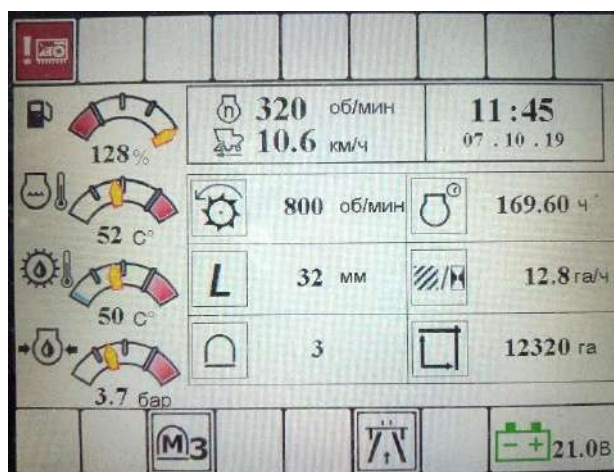 !
n 320 об/мин
10.6 км/ч
11:45
07 . 10 . 19
128%
52 C°
50 C°
3.7 бар
800 об/мин
169.60 ч
L 32 мм
12.8 га/ч
3
12320 га
M3
- +
21.0В